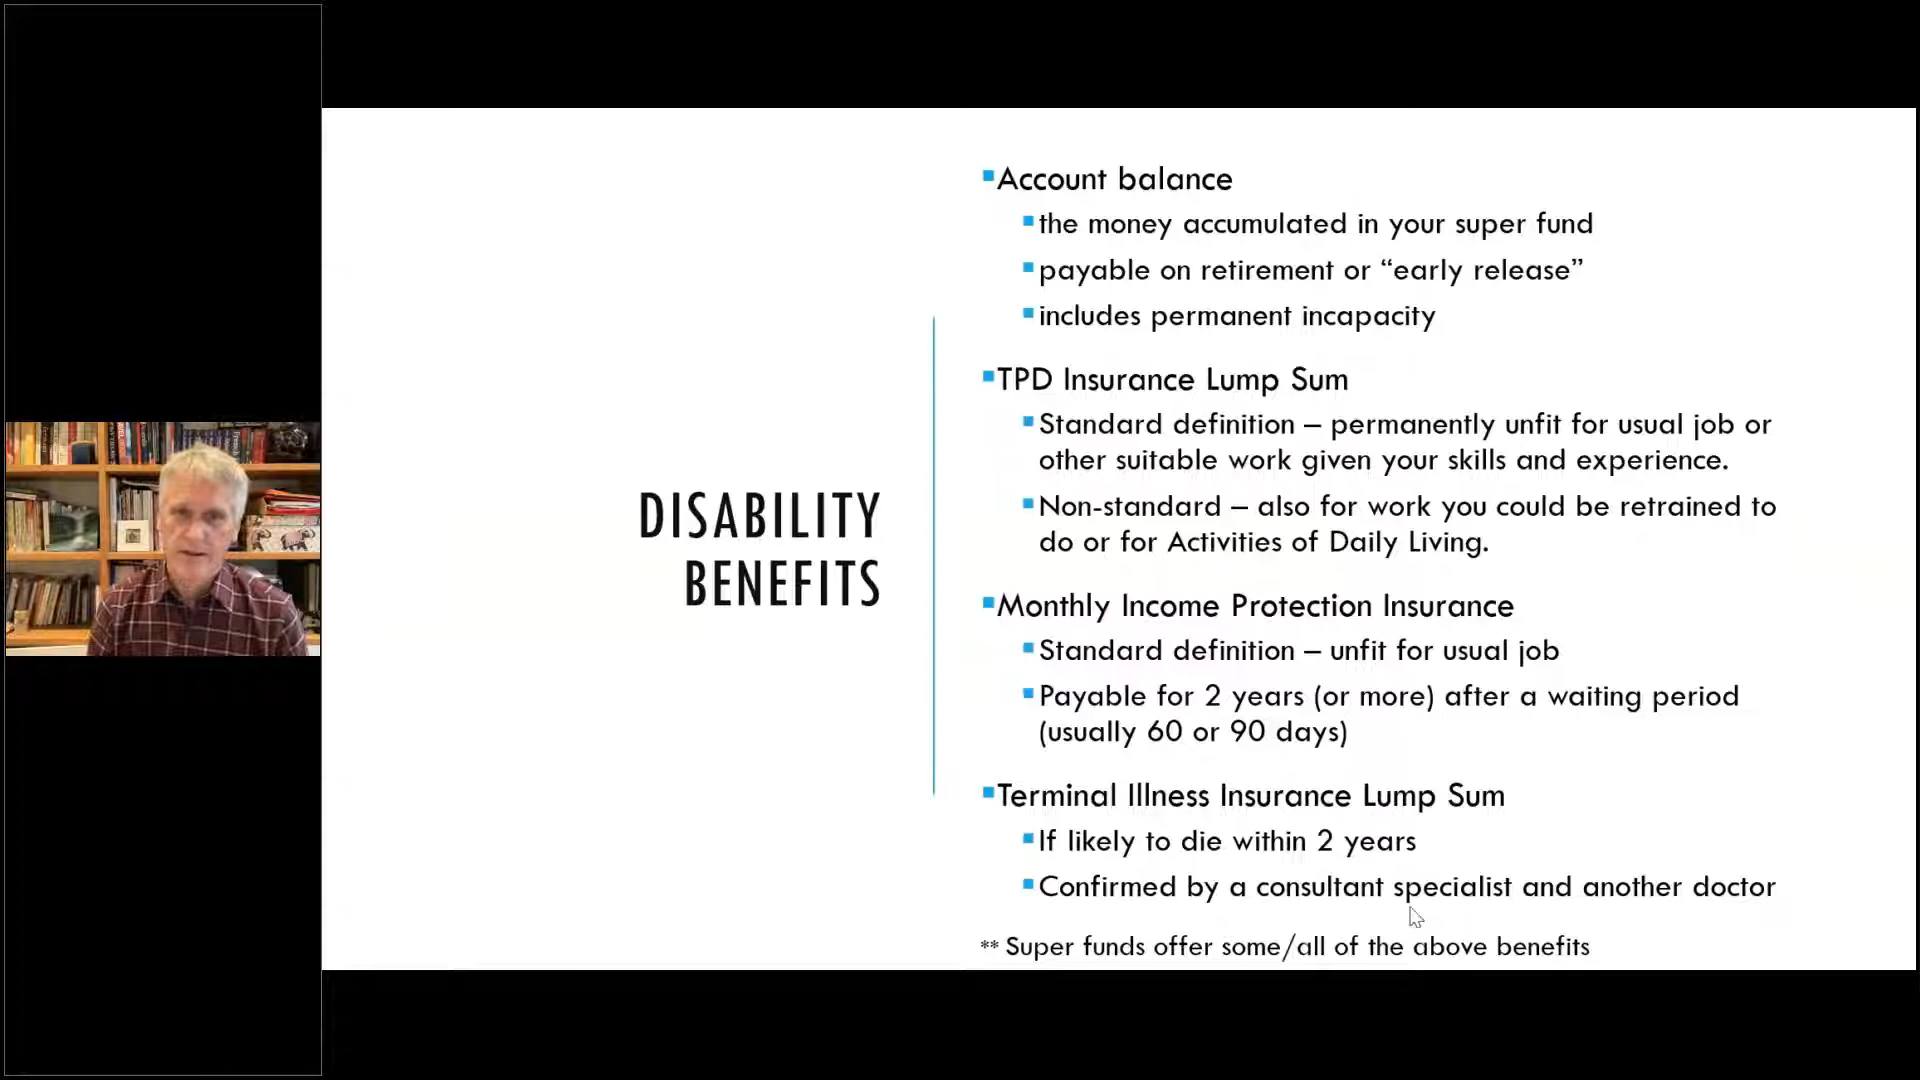 DISABILITY
BENEFITS
Account balance
the money accumulated in your super fund
payable on retirement or “early release”
includes permanent incapacity
TPD Insurance Lump Sum
Standard definition – permanently unfit for usual job or
other suitable work given your skills and experience.
Non-standard – also for work you could be retrained to
do or for Activities of Daily Living.
Monthly Income Protection Insurance
Standard definition – unfit for usual job
Payable for 2 years (or more) after a waiting period
(usually 60 or 90 days)
Terminal Illness Insurance Lump Sum
If likely to die within 2 years
Confirmed by a consultant specialist and another doctor
** Super funds offer some/all of the above benefits